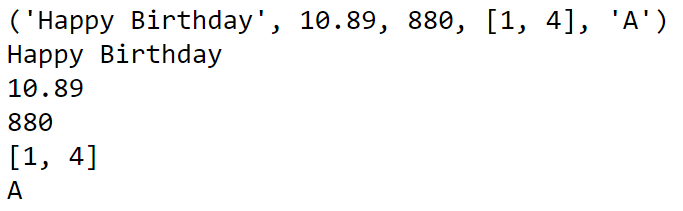 ('Happy Birthday', 10.89, 880, [1, 4], 'A')
Happy Birthday
10.89
880
[1, 4]
A